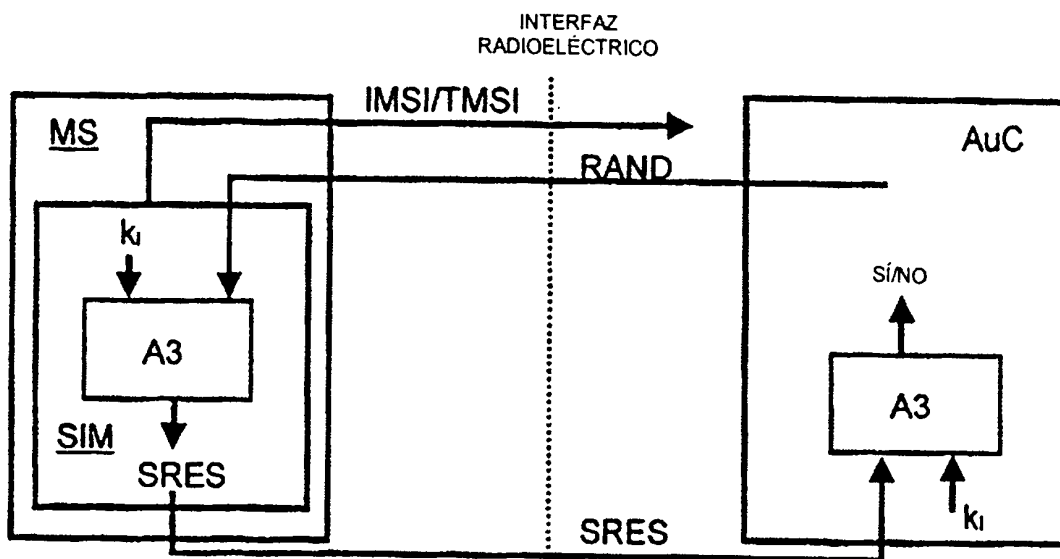 INTERFAZ
RADIOELÉCTRICO
IMSI/TMSI
MS
AuC
RAND
kI
SÍ/NO
A3
A3
SIM
SRES
kI
SRES